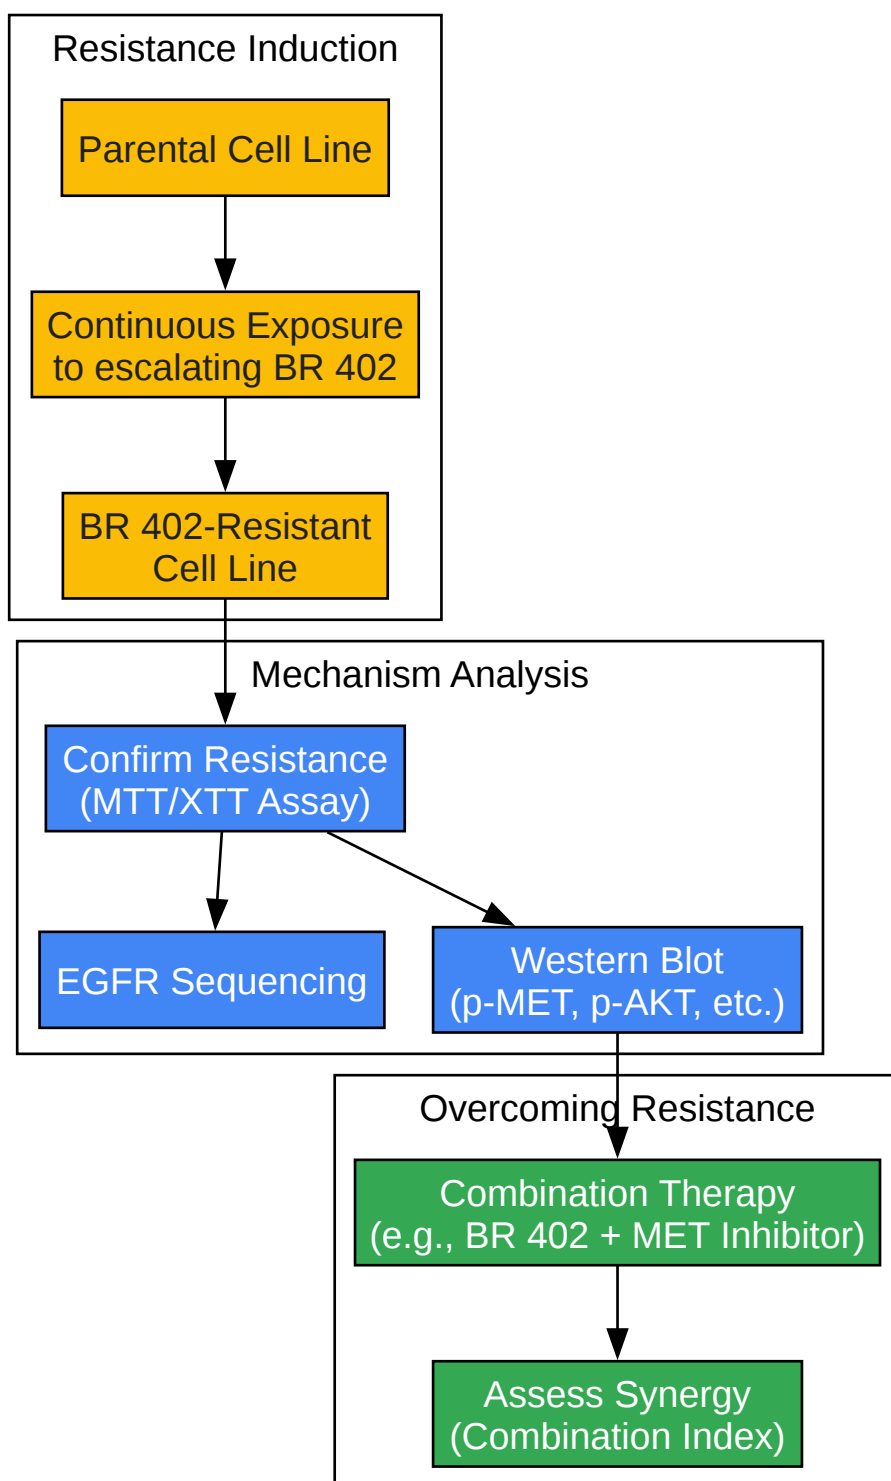 Resistance Induction
Parental Cell Line
Continuous Exposure
to escalating BR 402
BR 402-Resistant
Cell Line
Mechanism Analysis
Confirm Resistance
(MTT/XTT Assay)
EGFR Sequencing
Western Blot
(p-MET, p-AKT, etc.)
Overcoming Resistance
Combination Therapy
(e.g., BR 402 + MET Inhibitor)
Assess Synergy
(Combination Index)